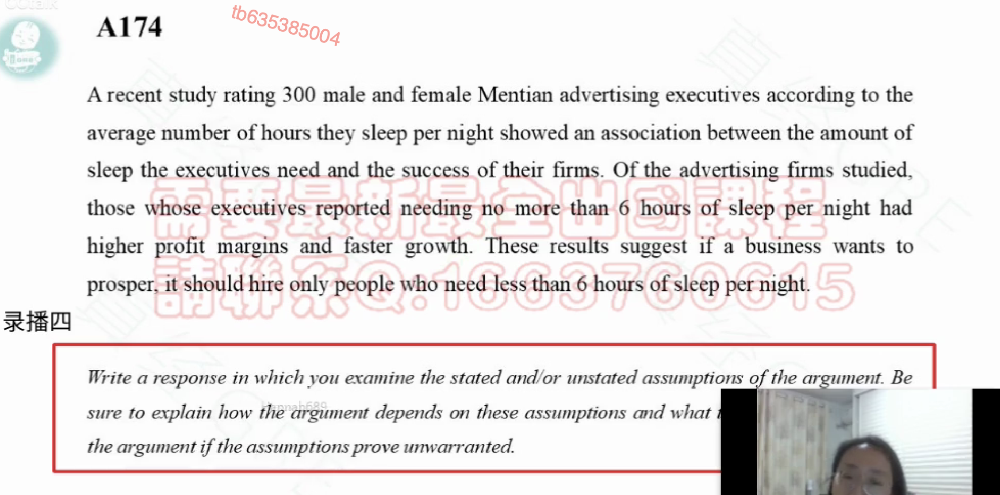 CCtalk
tb635385004
A174
A recent study rating 300 male and female Mentian advertising executives according to the
average number of hours they sleep per night showed an association between the amount of
sleep the executives need and the success of their firms. Of the advertising firms studied,
those whose executives reported needing no more than 6 hours of sleep per night had
higher profit margins and faster growth. These results suggest if a business wants to
prosper, it should hire only people who need less than 6 hours of sleep per night.
需要最新最全出國課程
請聯系Q:1663760615
录播四
Write a response in which you examine the stated and/or unstated assumptions of the argument. Be
sure to explain how the argument depends on these assumptions and what
the argument if the assumptions prove unwarranted.
Hannah689